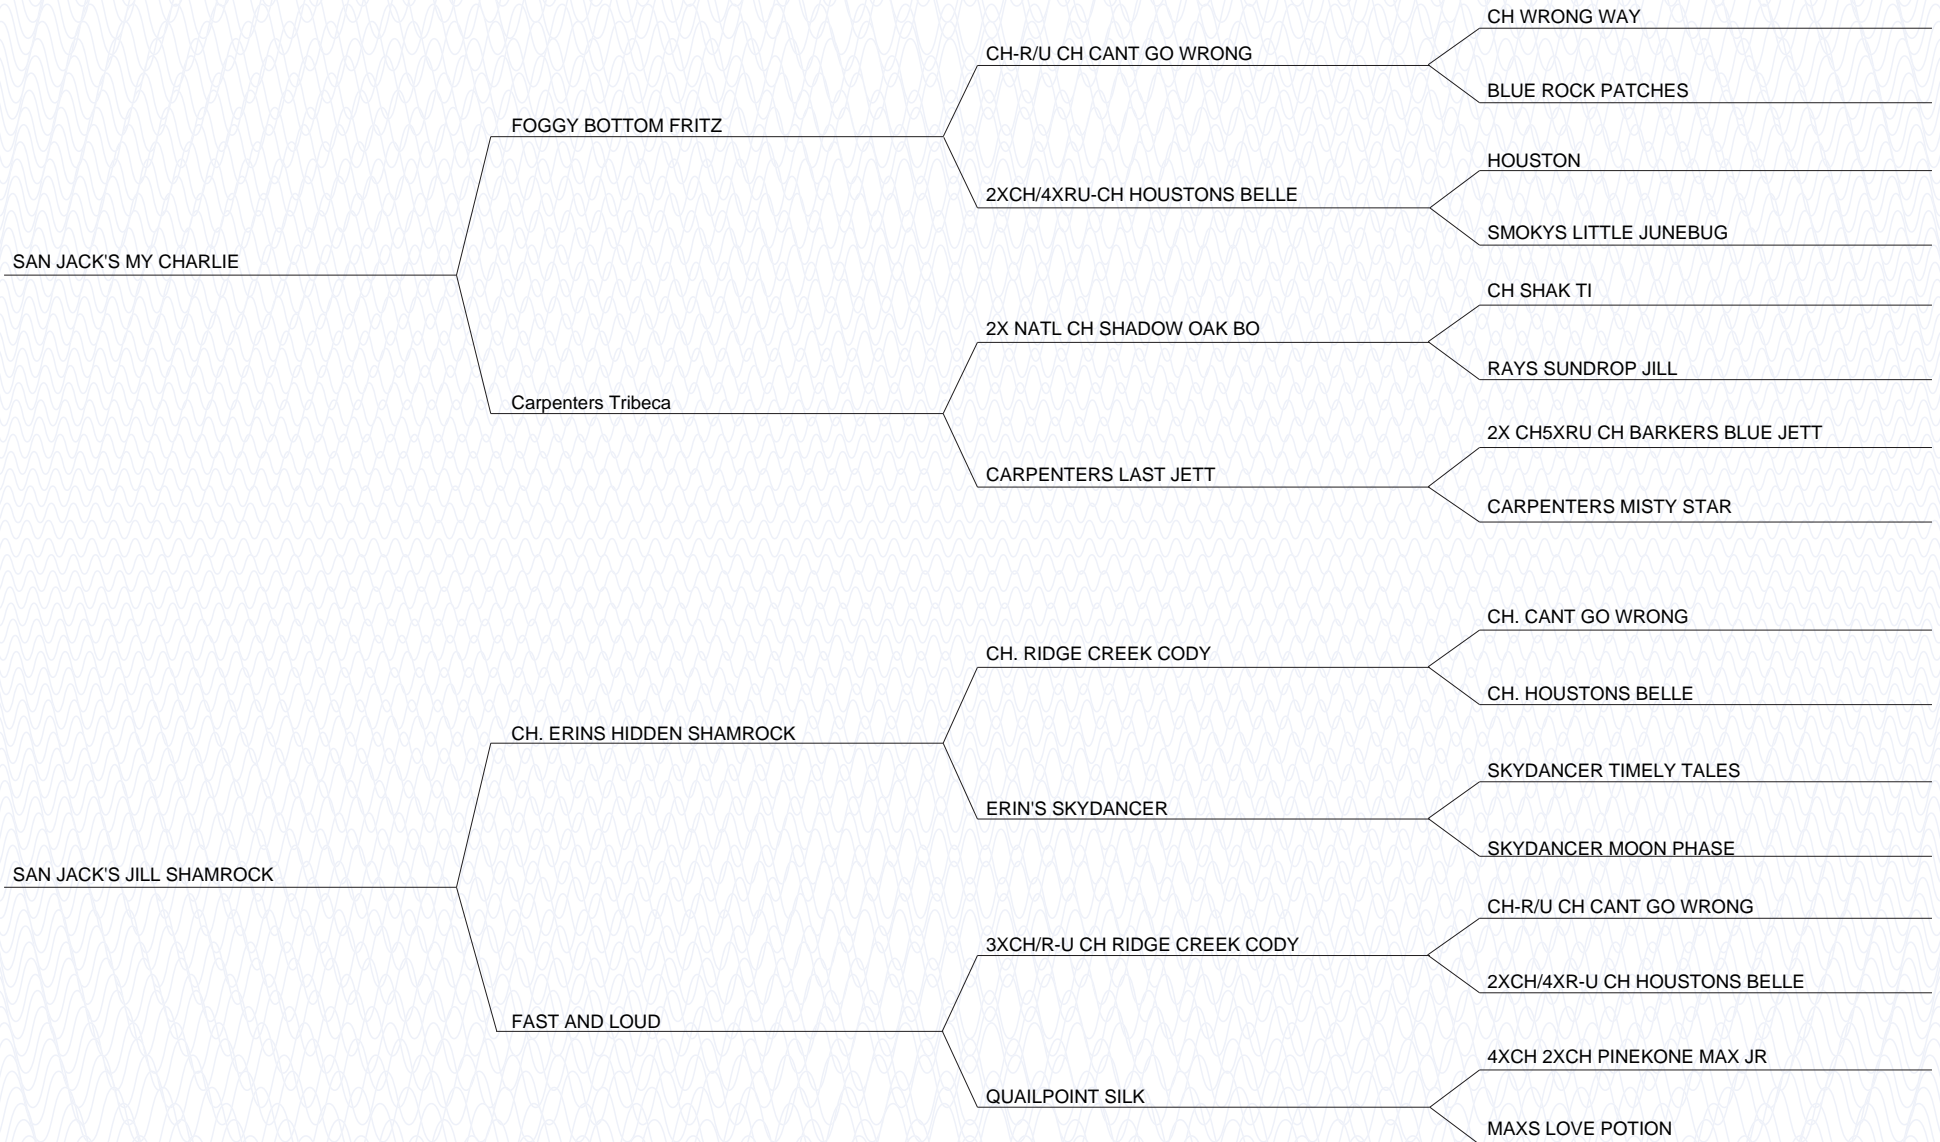 CH WRONG WAY
CH-R/U CH CANT GO WRONG
BLUE ROCK PATCHES
FOGGY BOTTOM FRITZ
HOUSTON
2XCH/4XRU-CH HOUSTONS BELLE
SMOKYS LITTLE JUNEBUG
SAN JACK'S MY CHARLIE
CH SHAK TI
2X NATL CH SHADOW OAK BO
RAYS SUNDROP JILL
Carpenters Tribeca
2X CH5XRU CH BARKERS BLUE JETT
CARPENTERS LAST JETT
CARPENTERS MISTY STAR
CH. CANT GO WRONG
CH. RIDGE CREEK CODY
CH. HOUSTONS BELLE
CH. ERINS HIDDEN SHAMROCK
SKYDANCER TIMELY TALES
ERIN'S SKYDANCER
SKYDANCER MOON PHASE
SAN JACK'S JILL SHAMROCK
CH-R/U CH CANT GO WRONG
3XCH/R-U CH RIDGE CREEK CODY
2XCH/4XR-U CH HOUSTONS BELLE
FAST AND LOUD
4XCH 2XCH PINEKONE MAX JR
QUAILPOINT SILK
MAXS LOVE POTION